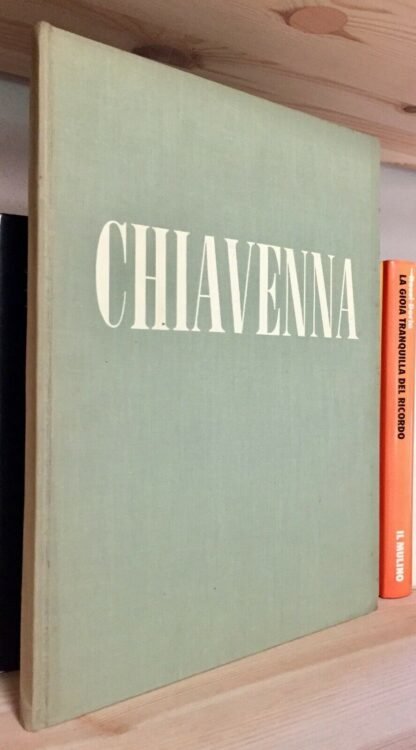 CHIAVENNA
LA GIOIA TRANQUILLA DEL RICORDO
IL MULINO